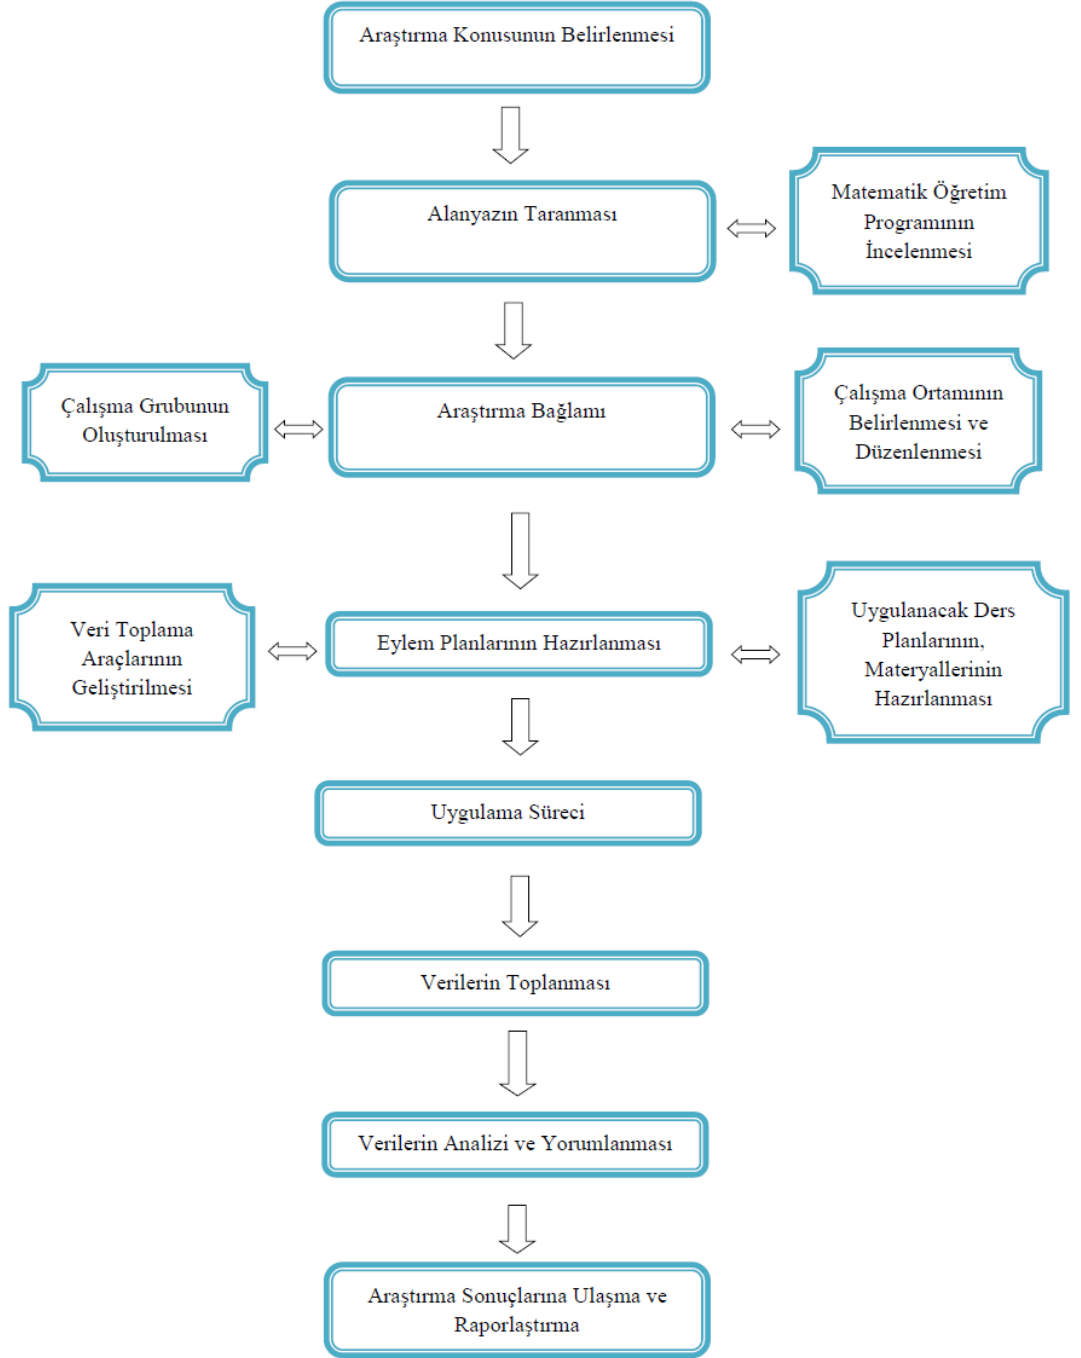 Araştırma Konusunun Belirlenmesi
Alanyazın Taranması
Matematik Öğretim
Programının
İncelenmesi
Çalışma Grubunun
Oluşturulması
Araştırma Bağlamı
Çalışma Ortamının
Belirlenmesi ve
Düzenlenmesi
Veri Toplama
Araçlarının
Geliştirilmesi
Eylem Planlarının Hazırlanması
Uygulanacak Ders
Planlarının,
Materyallerinin
Hazırlanması
Uygulama Süreci
Verilerin Toplanması
Verilerin Analizi ve Yorumlanması
Araştırma Sonuçlarına Ulaşma ve
Raporlaştırma